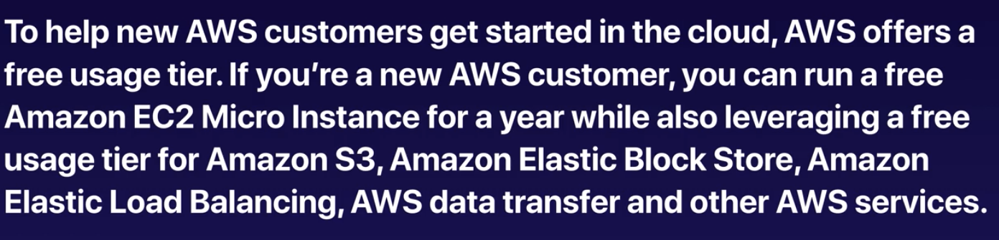 To help new AWS customers get started in the cloud, AWS offers a
free usage tier. If you’re a new AWS customer, you can run a free
Amazon EC2 Micro Instance for a year while also leveraging a free
usage tier for Amazon S3, Amazon Elastic Block Store, Amazon
Elastic Load Balancing, AWS data transfer and other AWS services.